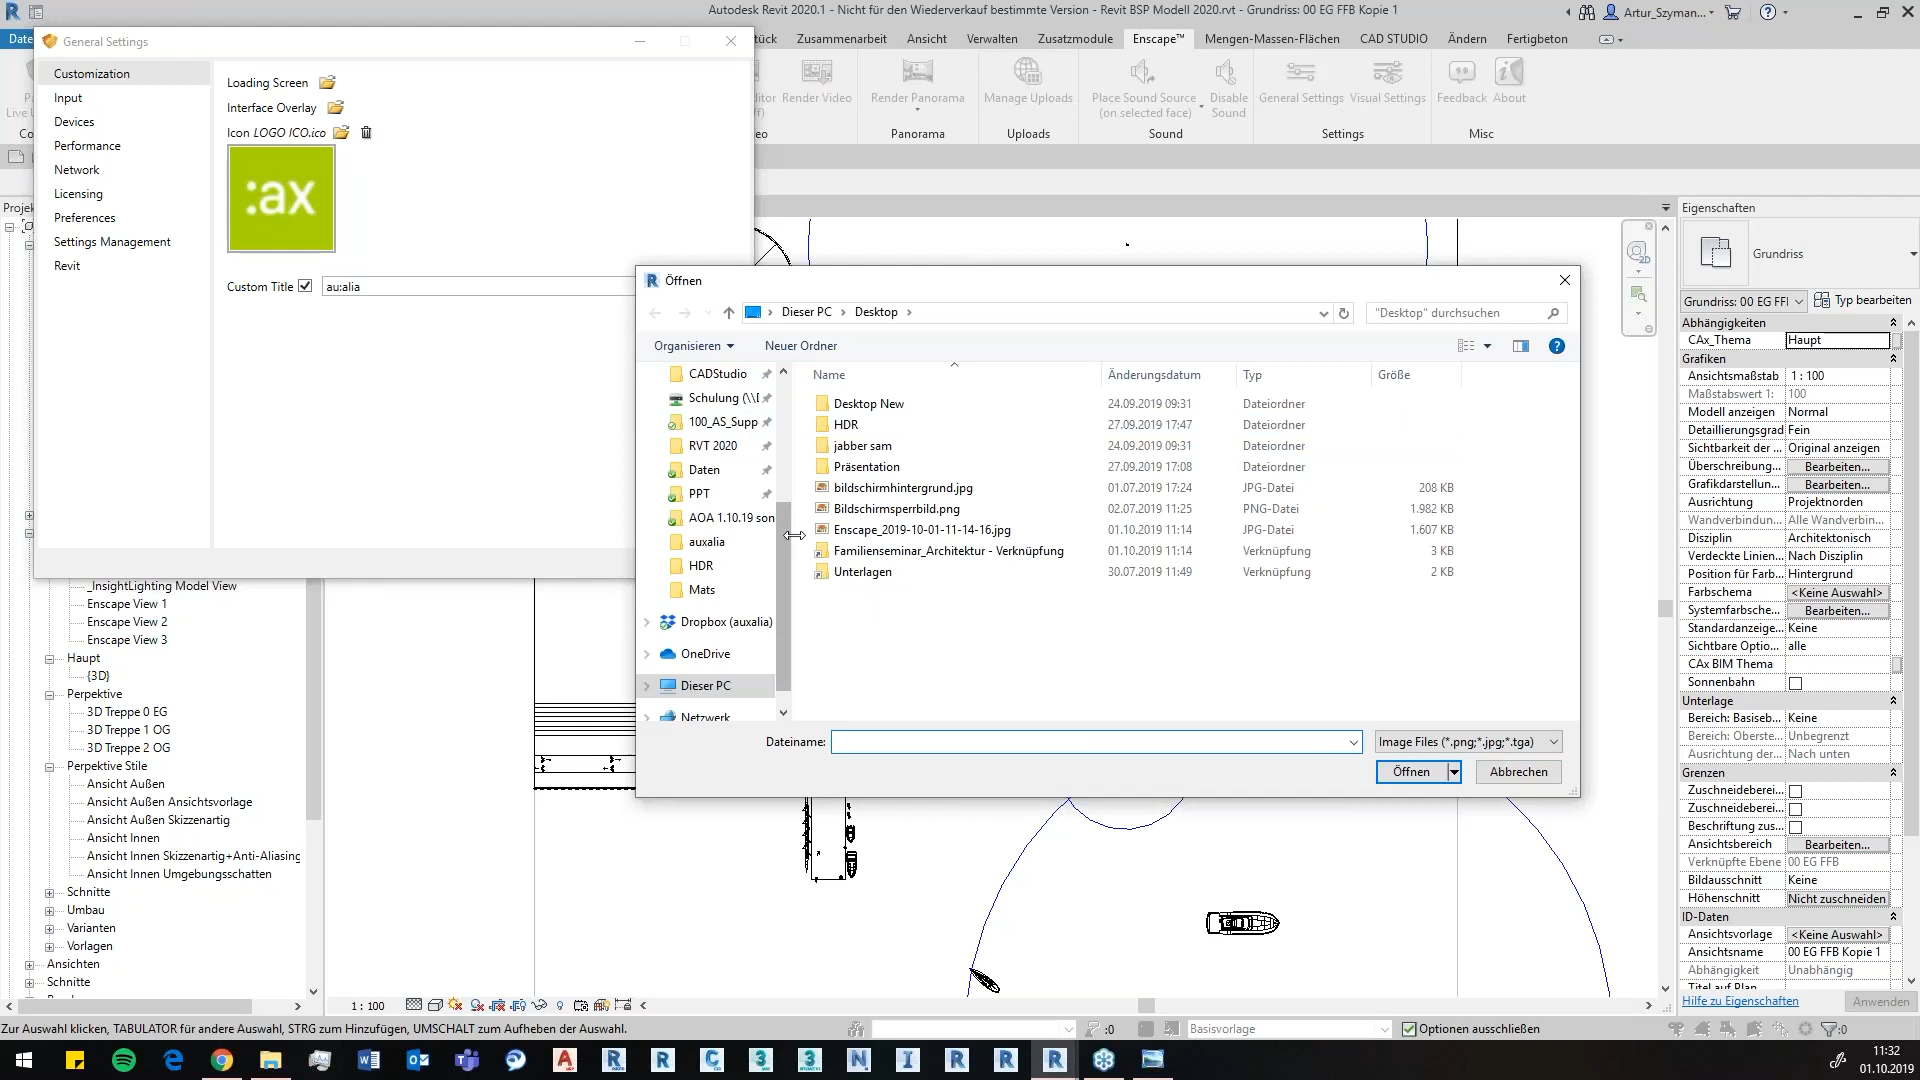 Autodesk Revit 2020.1 - Nicht für den Wiederverkauf bestimmte Version - Revit BSP Modell 2020.rvt - Grundriss: 00 EG FFB Kopie 1
Artur_Szyman...
Date
General Settings
Zusammenarbeit
Ansicht
Verwalten
Zusatzmodule
Enscape™
Mengen-Massen-Flächen
CAD STUDIO
Ändern
Fertigbeton
Render Video
Render Panorama
Manage Uploads
Place Sound Source
(on selected face)
Disable
Sound
General Settings
Visual Settings
Feedback
About
Panorama
Uploads
Sound
Settings
Misc
Customization
Input
Devices
Performance
Network
Licensing
Preferences
Settings Management
Revit
Loading Screen
Interface Overlay
Icon LOGO ICO.ico
:ax
Custom Title
au:alia
Projek
Öffnen
Dieser PC
Desktop
"Desktop" durchsuchen
Organisieren
Neuer Ordner
CADStudio
Schulung (\\
100_AS_Supp
RVT 2020
Daten
PPT
AOA 1.10.19 son
auxalia
HDR
Mats
Dropbox (auxalia)
OneDrive
Dieser PC
Netzwerk
Name Änderungsdatum Typ Größe
Desktop New 24.09.2019 09:31 Dateiordner
HDR 27.09.2019 17:47 Dateiordner
jabber sam 24.09.2019 09:31 Dateiordner
Präsentation 27.09.2019 17:08 Dateiordner
bildschirmhintergrund.jpg 01.07.2019 17:24 JPG-Datei 208 KB
Bildschirmsperrbild.png 02.07.2019 11:25 PNG-Datei 1.982 KB
Enscape_2019-10-01-11-14-16.jpg 01.10.2019 11:14 JPG-Datei 1.607 KB
Familienseminar_Architektur - Verknüpfung 01.10.2019 11:14 Verknüpfung 3 KB
Unterlagen 30.07.2019 11:49 Verknüpfung 2 KB
Dateiname:
Image Files (*.png;*.jpg;*.tga)
Öffnen
Abbrechen
_InsightLighting Model View
Enscape View 1
Enscape View 2
Enscape View 3
Haupt
{3D}
Perspektive
3D Treppe 0 EG
3D Treppe 1 OG
3D Treppe 2 OG
Perspektive Stile
Ansicht Außen
Ansicht Außen Ansichtsvorlage
Ansicht Außen Skizzenartig
Ansicht Innen
Ansicht Innen Skizzenartig+Anti-Aliasing
Ansicht Innen Umgebungsschatten
Schnitte
Umbau
Varianten
Vorlagen
Ansichten
Schnitte
Eigenschaften
Grundriss
Grundriss: 00 EG FFl
Typ bearbeiten
Abhängigkeiten
CAx_Thema Haupt
Grafiken
Ansichtsmaßstab 1 : 100
Maßstabswert 1: 100
Modell anzeigen Normal
Detaillierungsgrad Fein
Sichtbarkeit der ... Original anzeigen
Überschreibung... Bearbeiten...
Grafikdarstellun... Bearbeiten...
Ausrichtung Projektnorden
Wandverbindun... Alle Wandverbin...
Disziplin Architektonisch
Verdeckte Linien... Nach Disziplin
Position für Farb... Hintergrund
Farbschema <Keine Auswahl>
Systemfarbsche... Bearbeiten...
Standardanzeige... Keine
Sichtbare Optio... alle
CAx BIM Thema
Sonnenbahn
Unterlage
Bereich: Basiseb... Keine
Bereich: Oberste... Unbegrenzt
Ausrichtung der... Nach unten
Grenzen
Zuschneideberei...
Zuschneideberei...
Beschriftung zus...
Ansichtsbereich Bearbeiten...
Verknüpfte Ebene 00 EG FFB
Bildausschnitt Keine
Höhenschnitt Nicht zuschneiden
ID-Daten
Ansichtsvorlage <Keine Auswahl>
Ansichtsname 00 EG FFB Kopie 1
Abhängigkeit Unabhängig
Titel auf Plan
Hilfe zu Eigenschaften
Anwenden
1 : 100
Zur Auswahl klicken, TABULATOR für andere Auswahl, STRG zum Hinzufügen, UMSCHALT zum Aufheben der Auswahl.
:0
Basisvorlage
Optionen ausschließen
:0
11:32
01.10.2019